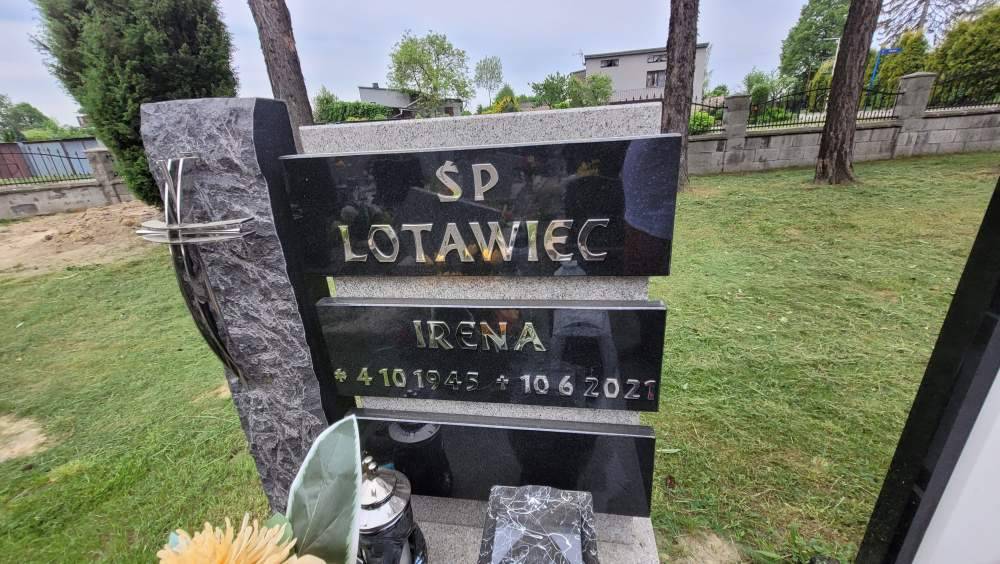 ŚP
LOTAWIEC
IRENA
* 4 10 1945 + 10 6 2021